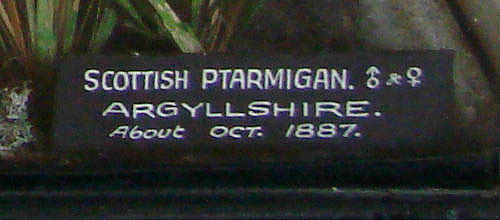 SCOTTISH PTARMIGAN. ♂ & ♀
ARGYLLSHIRE.
About OCT. 1887.